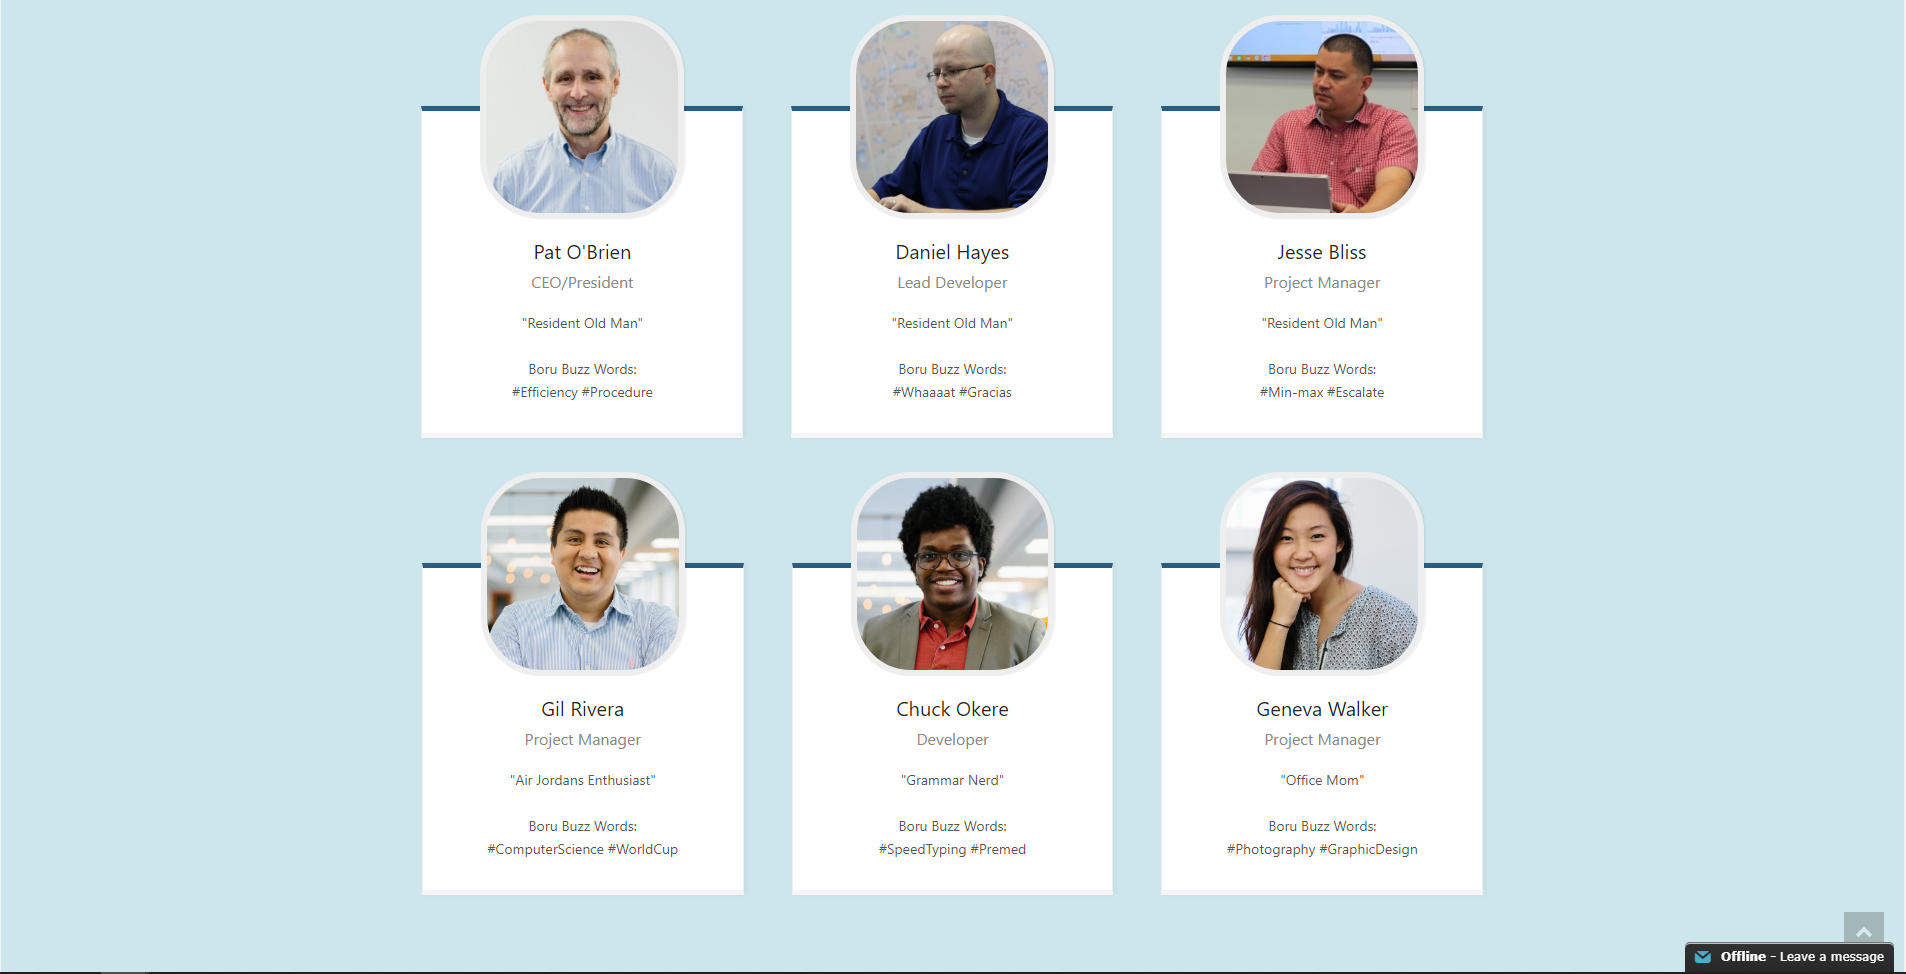 Pat O'Brien
CEO/President
"Resident Old Man"
Boru Buzz Words:
#Efficiency #Procedure
Daniel Hayes
Lead Developer
"Resident Old Man"
Boru Buzz Words:
#Whaaaat #Gracias
Jesse Bliss
Project Manager
"Resident Old Man"
Boru Buzz Words:
#Min-max #Escalate
Gil Rivera
Project Manager
"Air Jordans Enthusiast"
Boru Buzz Words:
#ComputerScience #WorldCup
Chuck Okere
Developer
"Grammar Nerd"
Boru Buzz Words:
#SpeedTyping #Premed
Geneva Walker
Project Manager
"Office Mom"
Boru Buzz Words:
#Photography #GraphicDesign
Offline - Leave a message